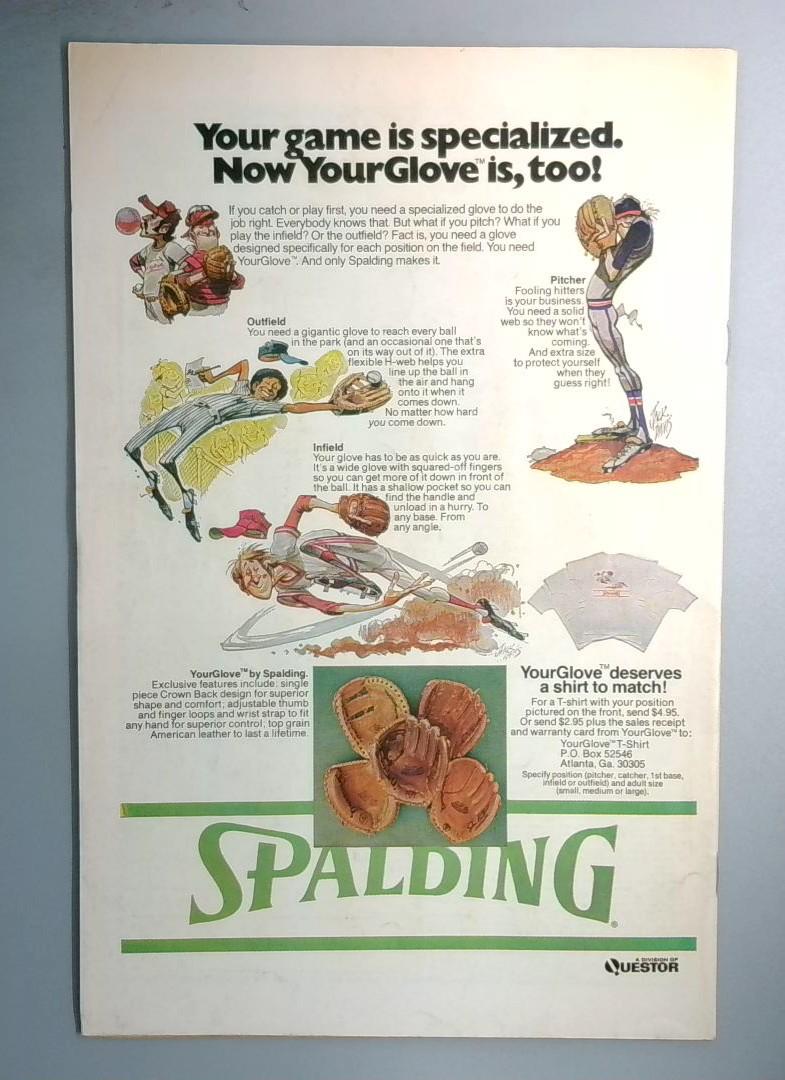 Your game is specialized.
Now YourGlove™ is, too!
If you catch or play first, you need a specialized glove to do the
job right. Everybody knows that. But what if you pitch? What if you
play the infield? Or the outfield? Fact is, you need a glove
designed specifically for each position on the field. You need
YourGlove™. And only Spalding makes it.
Pitcher
Fooling hitters
is your business.
You need a solid
web so they won't
know what's
coming.
And extra size
to protect yourself
when they
guess right!
Outfield
You need a gigantic glove to reach every ball
in the park (and an occasional one that's
on its way out of it). The extra
flexible H-web helps you
line up the ball in
the air and hang
onto it when it
comes down.
No matter how hard
you come down.
JACK
DAVIS
Infield
Your glove has to be as quick as you are.
It's a wide glove with squared-off fingers
so you can get more of it down in front of
the ball. It has a shallow pocket so you can
find the handle and
unload in a hurry. To
any base. From
any angle.
JACK
DAVIS
YourGlove™ by Spalding.
Exclusive features include: single
piece Crown Back design for superior
shape and comfort; adjustable thumb
and finger loops and wrist strap to fit
any hand for superior control; top grain
American leather to last a lifetime.
YourGlove™ deserves
a shirt to match!
For a T-shirt with your position
pictured on the front, send $4.95.
Or send $2.95 plus the sales receipt
and warranty card from YourGlove™ to:
YourGlove™ T-Shirt
P.O. Box 52546
Atlanta, Ga. 30305
Specify position (pitcher, catcher, 1st base,
infield or outfield) and adult size
(small, medium or large).
SPALDING®
A DIVISION OF
QUESTOR